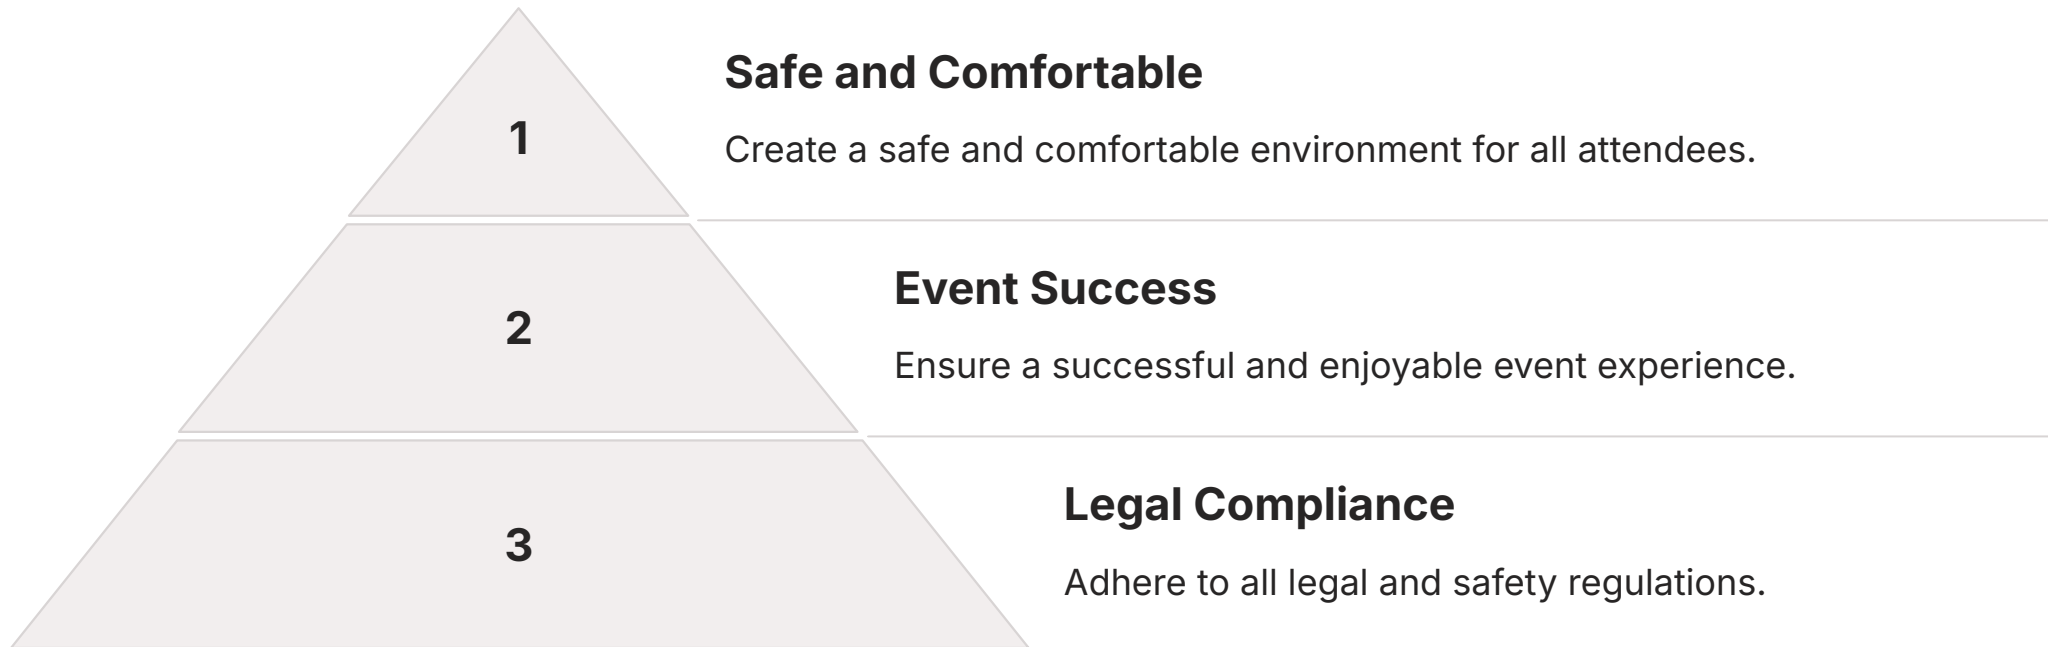 1
Safe and Comfortable
Create a safe and comfortable environment for all attendees.
2
Event Success
Ensure a successful and enjoyable event experience.
3
Legal Compliance
Adhere to all legal and safety regulations.